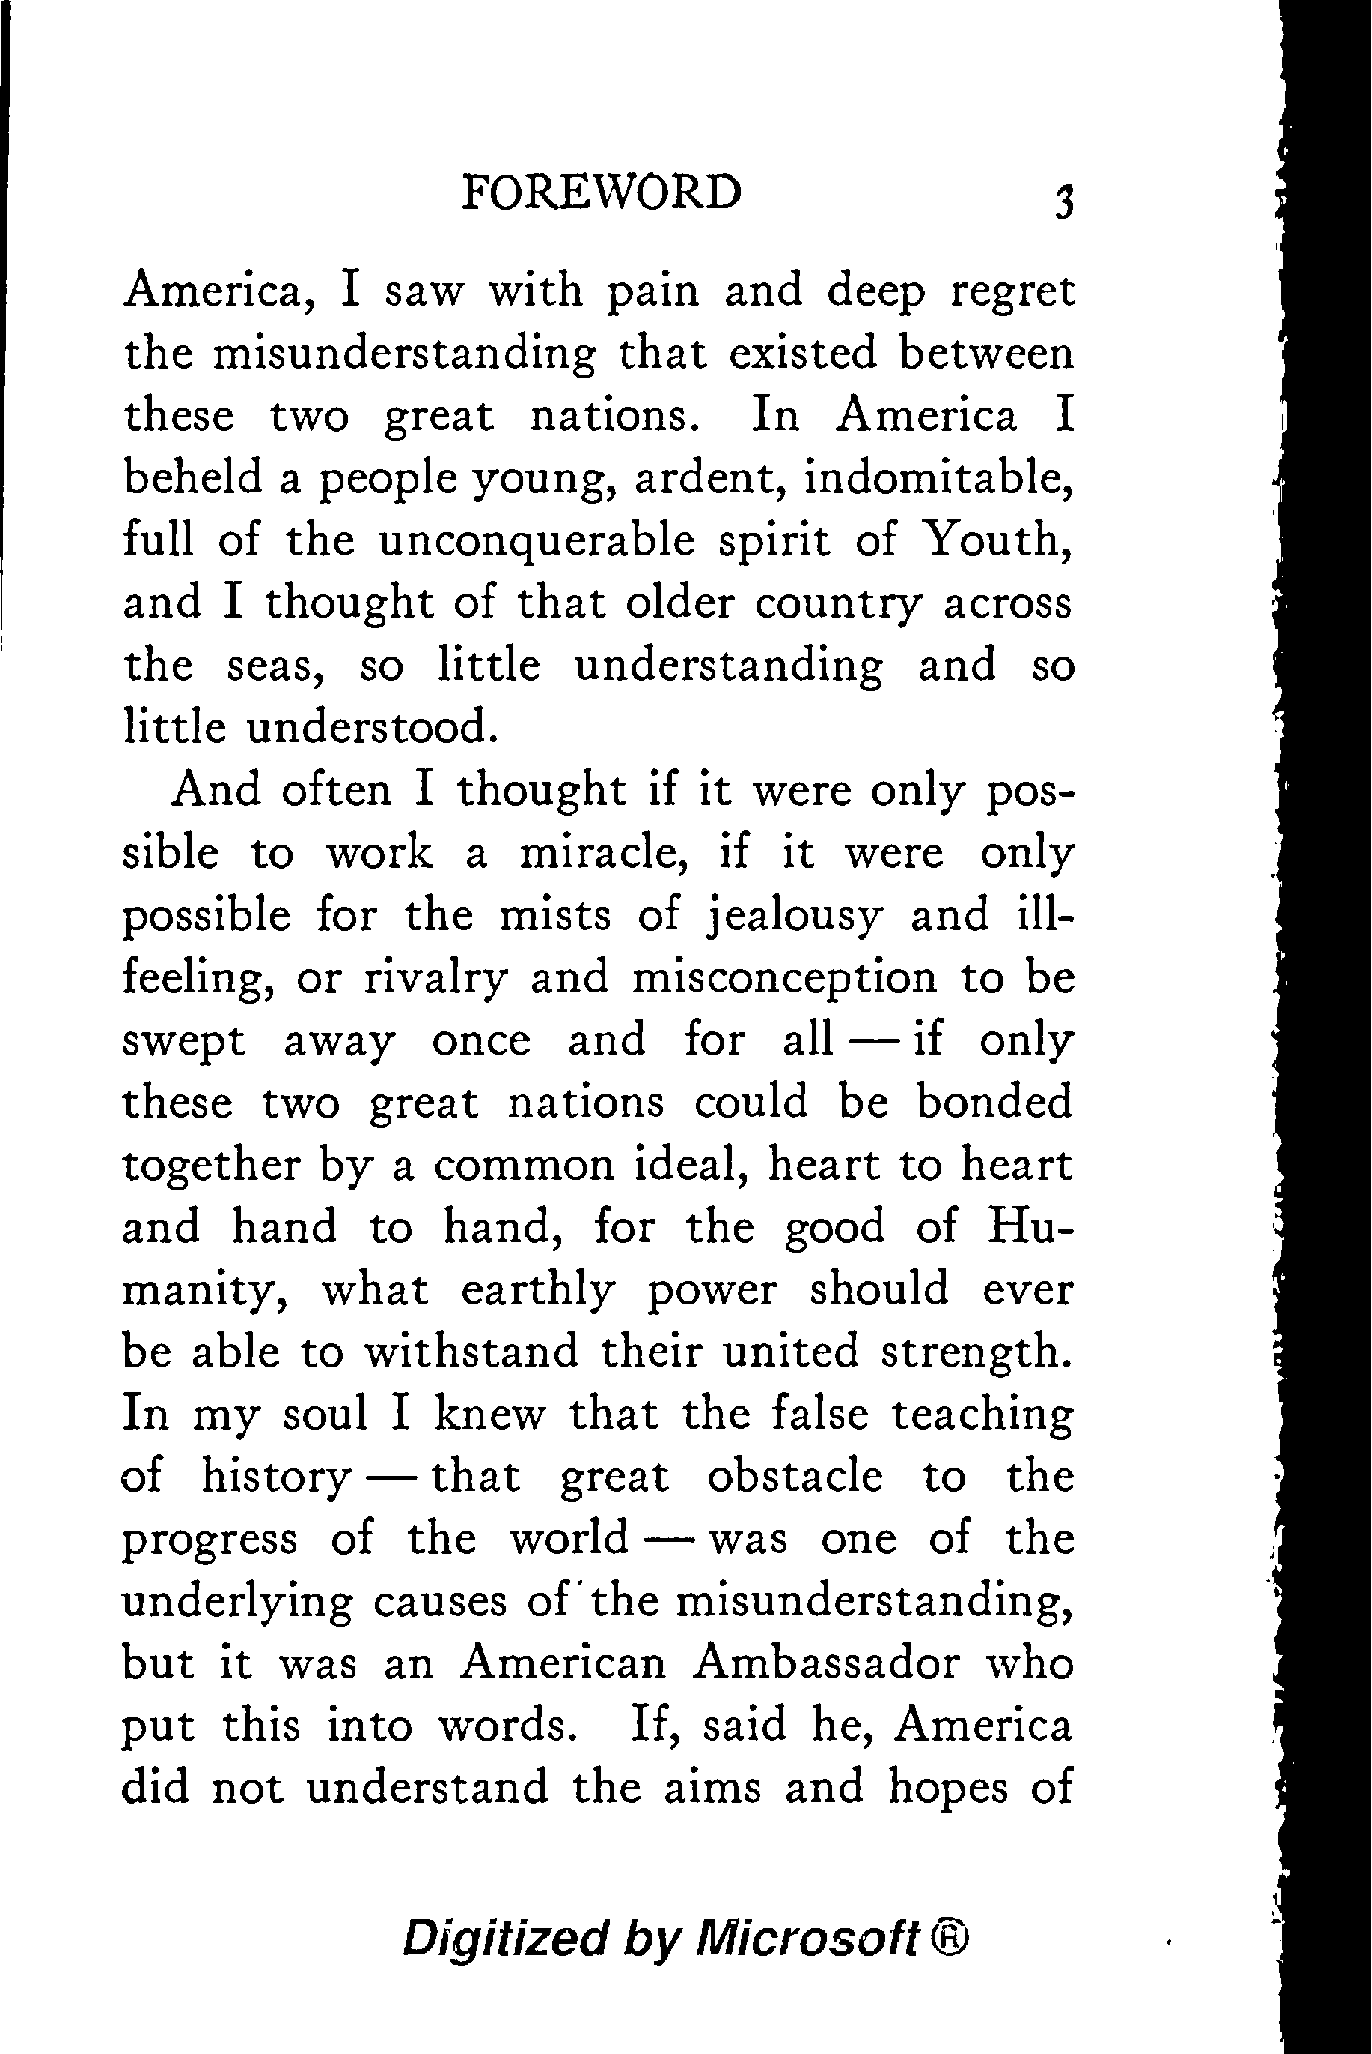 FOREWORD 3
America, I saw with pain and deep regret
the misunderstanding that existed between
these two great nations. In America I
beheld a people young, ardent, indomitable,
full of the unconquerable spirit of Youth,
and I thought of that older country across
the seas, so little understanding and so
little understood.
And often I thought if it were only pos-
sible to work a miracle, if it were only
possible for the mists of jealousy and ill-
feeling, or rivalry and misconception to be
swept away once and for all — if only
these two great nations could be bonded
together by a common ideal, heart to heart
and hand to hand, for the good of Hu-
manity, what earthly power should ever
be able to withstand their united strength.
In my soul I knew that the false teaching
of history — that great obstacle to the
progress of the world — was one of the
underlying causes of the misunderstanding,
but it was an American Ambassador who
put this into words. If, said he, America
did not understand the aims and hopes of
Digitized by Microsoft ®